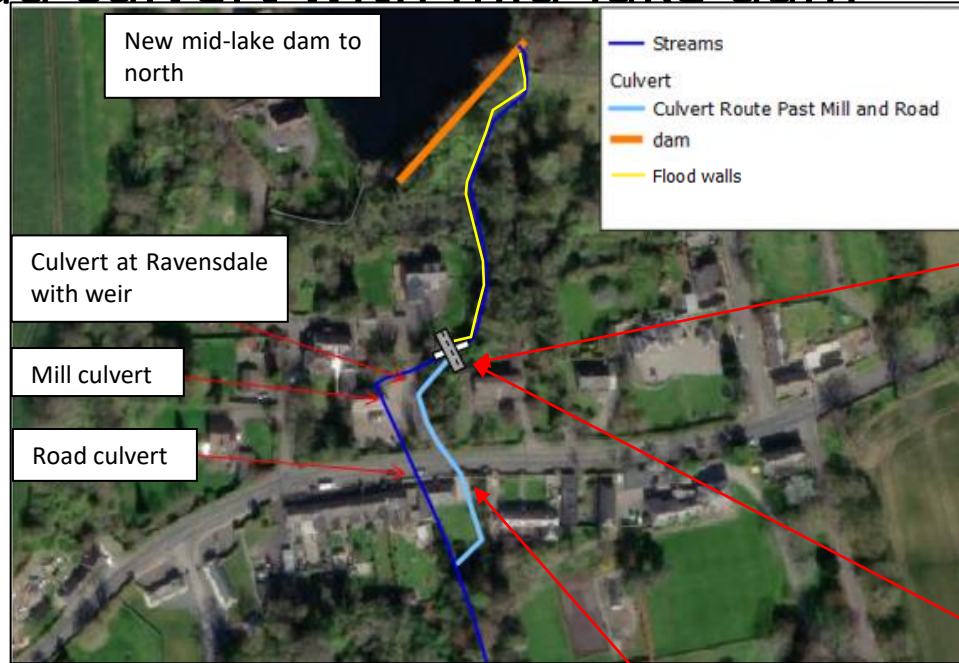 New mid-lake dam to
north
Streams
Culvert
Culvert Route Past Mill and Road
dam
Flood walls
Culvert at Ravensdale
with weir
Mill culvert
Road culvert